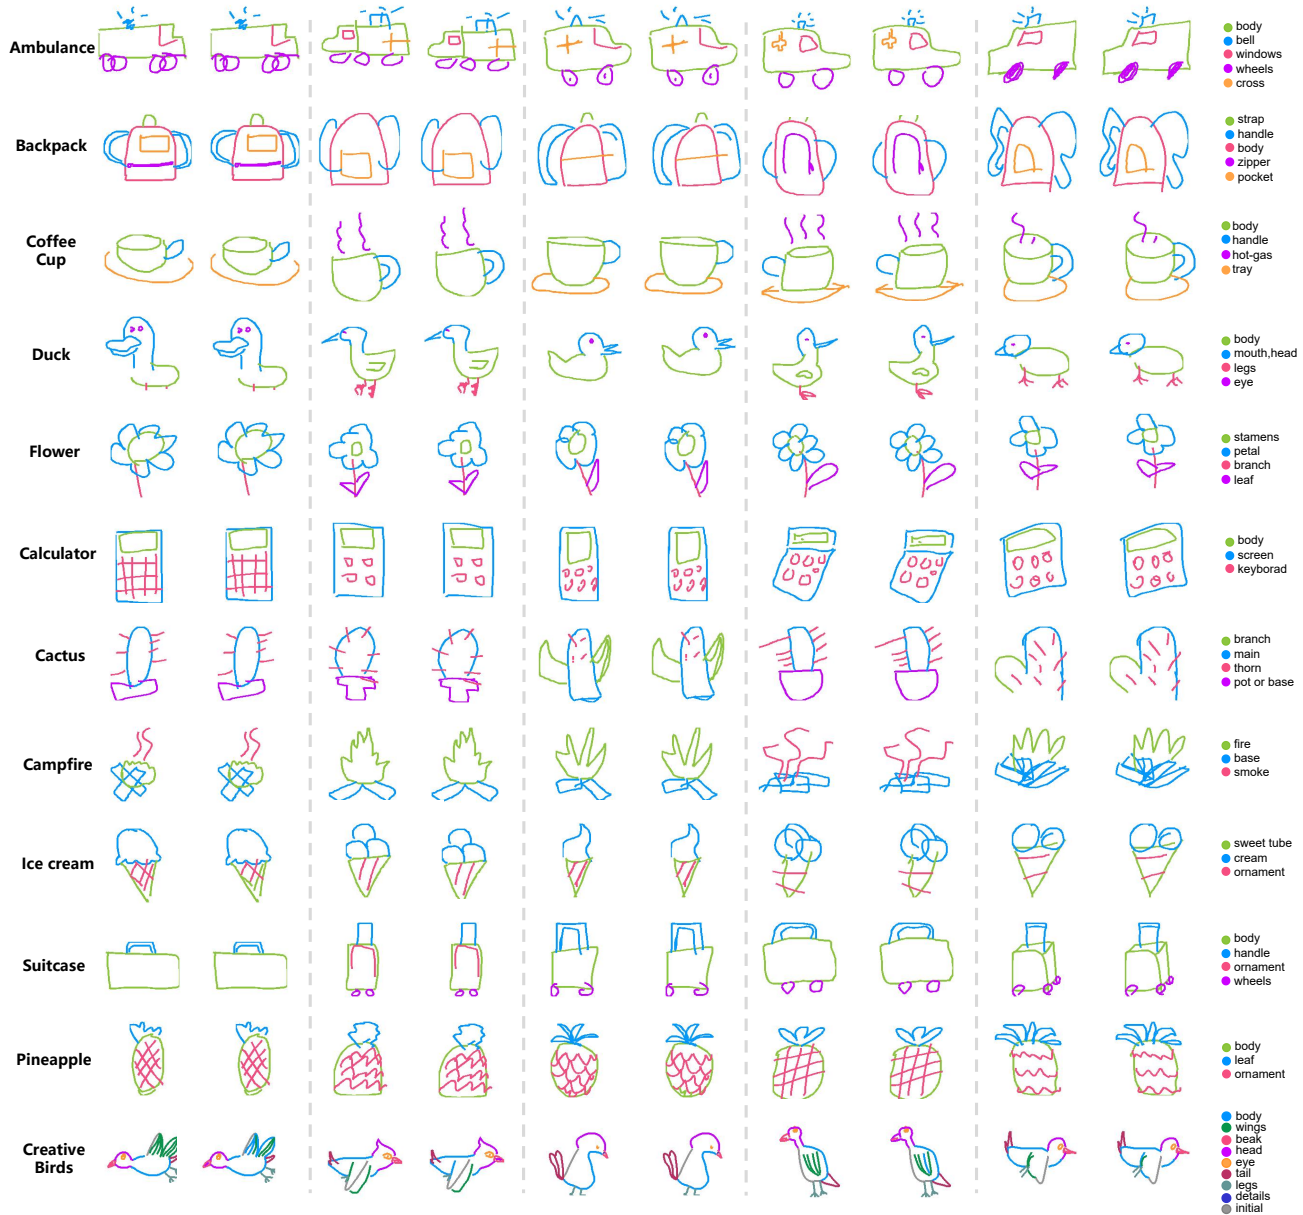 Ambulance
body
bell
windows
wheels
cross
Backpack
strap
handle
body
zipper
pocket
Coffee
Cup
body
handle
hot-gas
tray
Duck
body
mouth,head
legs
eye
Flower
stamens
petal
branch
leaf
Calculator
body
screen
keyborad
Cactus
branch
main
thorn
pot or base
Campfire
fire
base
smoke
Ice cream
sweet tube
cream
ornament
Suitcase
body
handle
ornament
wheels
Pineapple
body
leaf
ornament
Creative
Birds
body
wings
beak
head
eye
tail
legs
details
initial